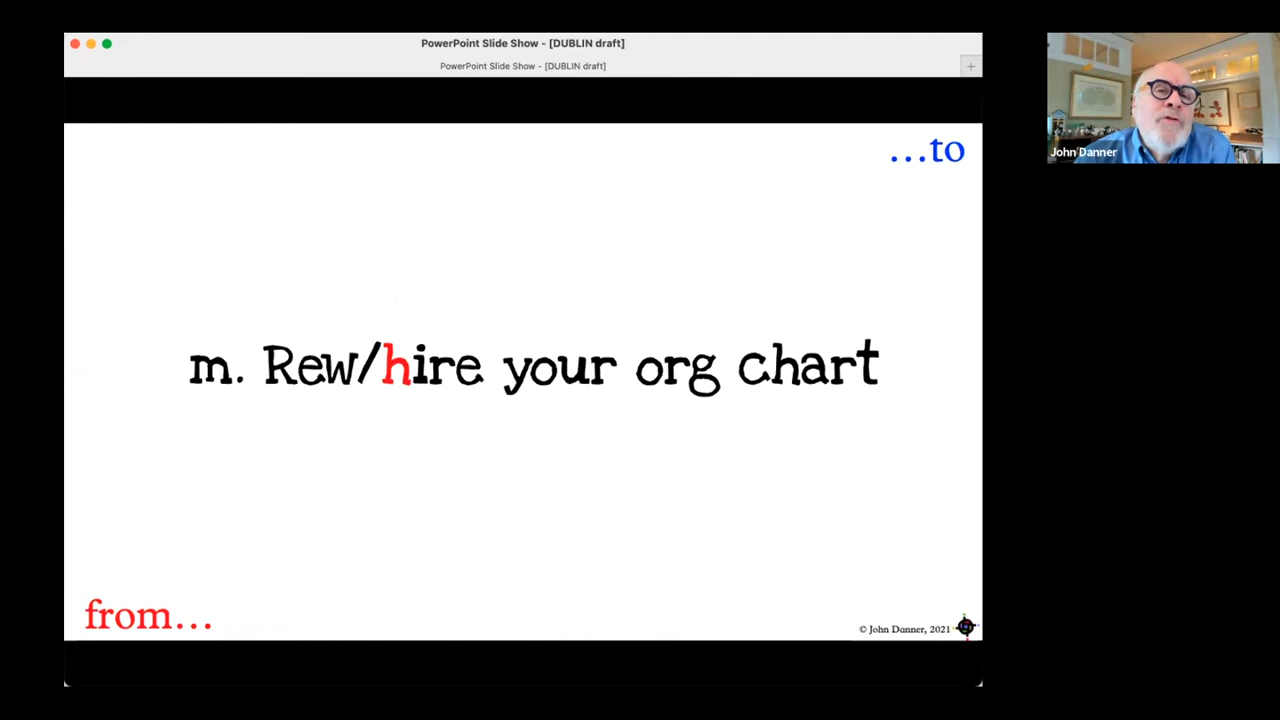 PowerPoint Slide Show - [DUBLIN draft]
PowerPoint Slide Show - [DUBLIN draft]
+
…to
John Danner
m. Rew/hire your org chart
from…
© John Danner, 2021